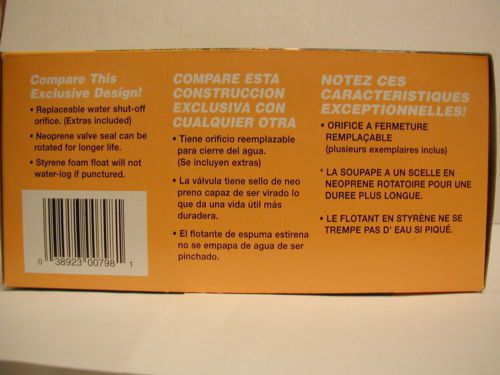 Compare This
Exclusive Design!
• Replaceable water shut-off
orifice. (Extras included)
• Neoprene valve seal can be
rotated for longer life.
• Styrene foam float will not
water-log if punctured.
0 38923 00798 1
COMPARE ESTA
CONSTRUCCION
EXCLUSIVA CON
CUALQUIER OTRA
• Tiene orificio reemplazable
para cierre del agua.
(Se incluyen extras)
• La válvula tiene sello de neo
preno capaz de ser virado lo
que da una vida útil más
duradera.
• El flotante de espuma estirena
no se empapa de agua de ser
pinchado.
NOTEZ CES
CARACTERISTIQUES
EXCEPTIONNELLES!
• ORIFICE A FERMETURE
REMPLAÇABLE
(plusieurs exemplaires inclus)
* LA SOUPAPE A UN SCELLE EN
NEOPRENE ROTATOIRE POUR UNE
DUREE PLUS LONGUE.
• LE FLOTANT EN STYRÈNE NE SE
TREMPE PAS D' EAU SI PIQUÉ.